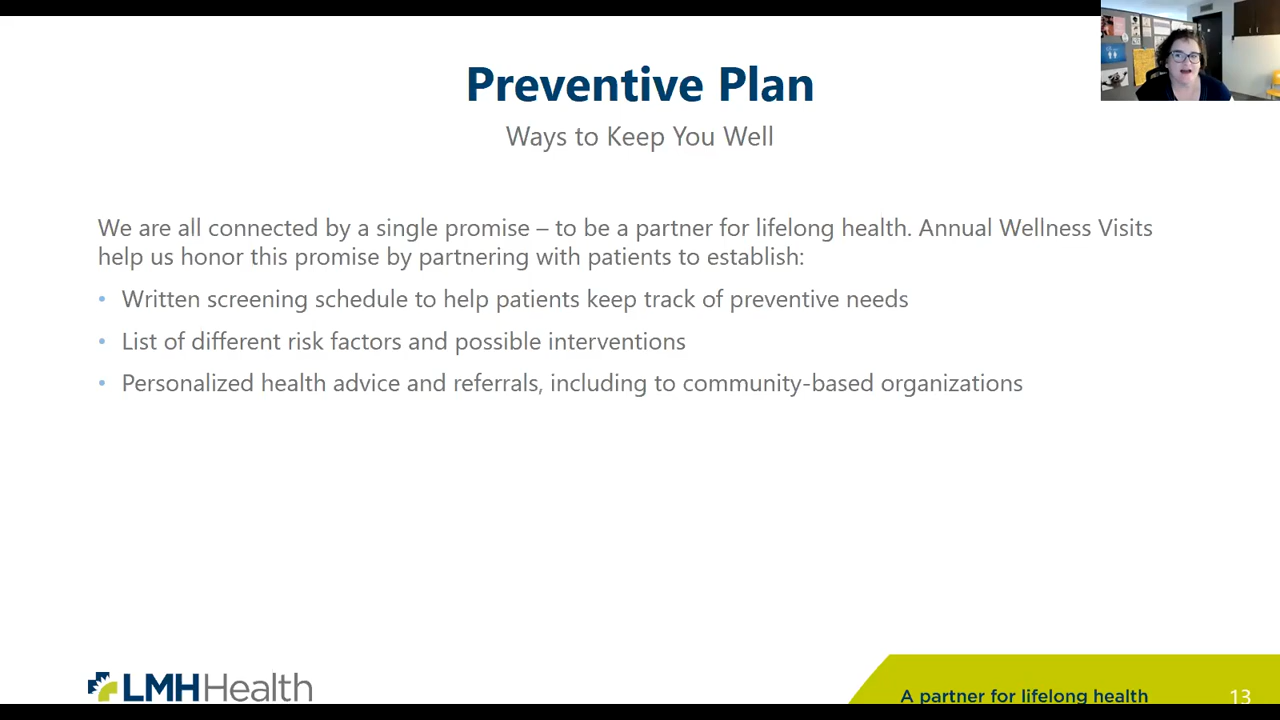 Preventive Plan
Ways to Keep You Well
We are all connected by a single promise – to be a partner for lifelong health. Annual Wellness Visits
help us honor this promise by partnering with patients to establish:
• Written screening schedule to help patients keep track of preventive needs
• List of different risk factors and possible interventions
• Personalized health advice and referrals, including to community-based organizations
LMH Health
A partner for lifelong health
13